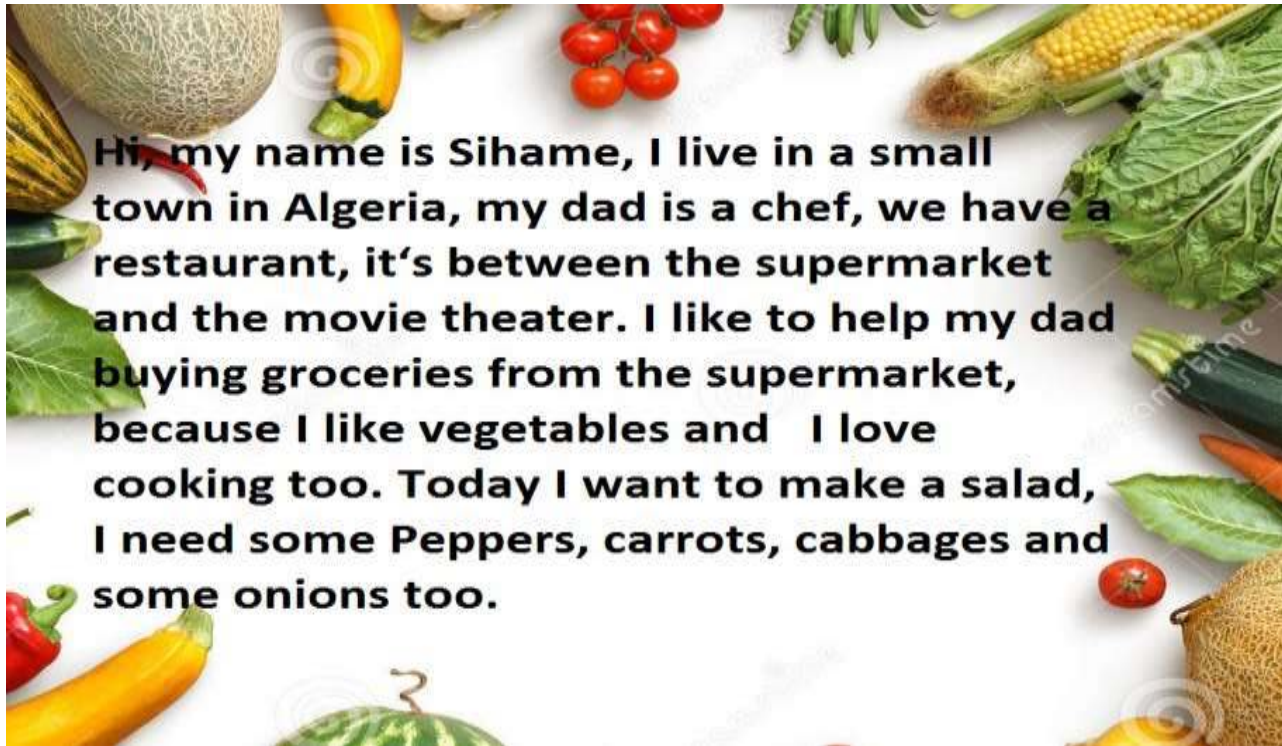 Hi, my name is Sihame, I live in a small
town in Algeria, my dad is a chef, we have a
restaurant, it‘s between the supermarket
and the movie theater. I like to help my dad
buying groceries from the supermarket,
because I like vegetables and   I love
cooking too. Today I want to make a salad,
I need some Peppers, carrots, cabbages and
some onions too.